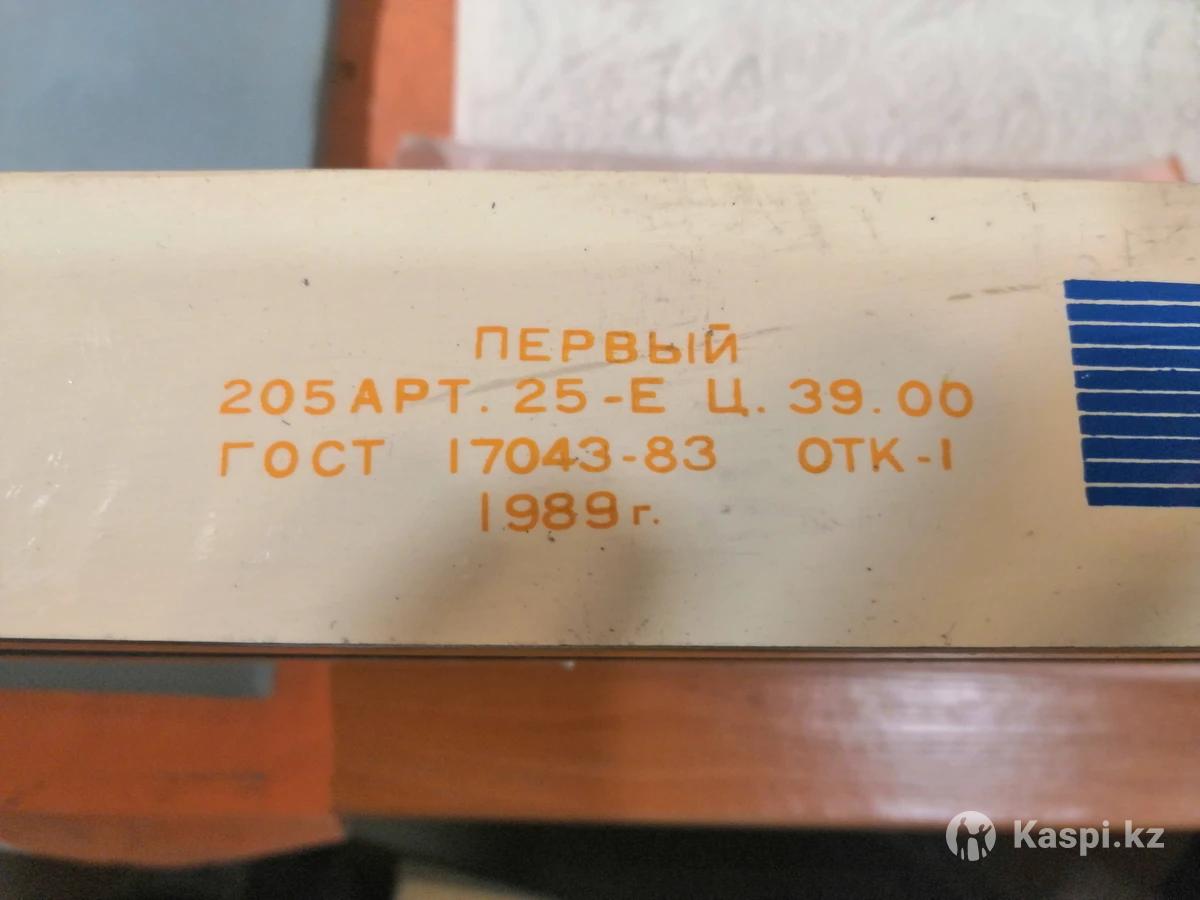 ПЕРВЫЙ
205АРТ. 25-Е Ц. 39.00
ГОСТ 17043-83 ОТК-1
1989г.
Kaspi.kz